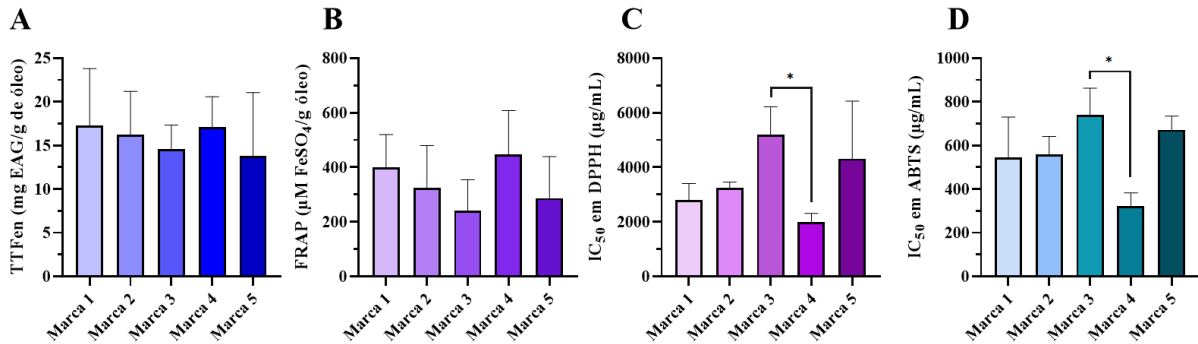 A
TTFen (mg EAG/g de óleo)
25
20
15
10
5
0
Marca 1
Marca 2
Marca 3
Marca 4
Marca 5
B
FRAP (µM FeSO₄/g óleo)
800
600
400
200
0
Marca 1
Marca 2
Marca 3
Marca 4
Marca 5
C
IC₅₀ em DPPH (µg/mL)
8000
6000
4000
2000
0
*
Marca 1
Marca 2
Marca 3
Marca 4
Marca 5
D
IC₅₀ em ABTS (µg/mL)
1000
800
600
400
200
0
*
Marca 1
Marca 2
Marca 3
Marca 4
Marca 5